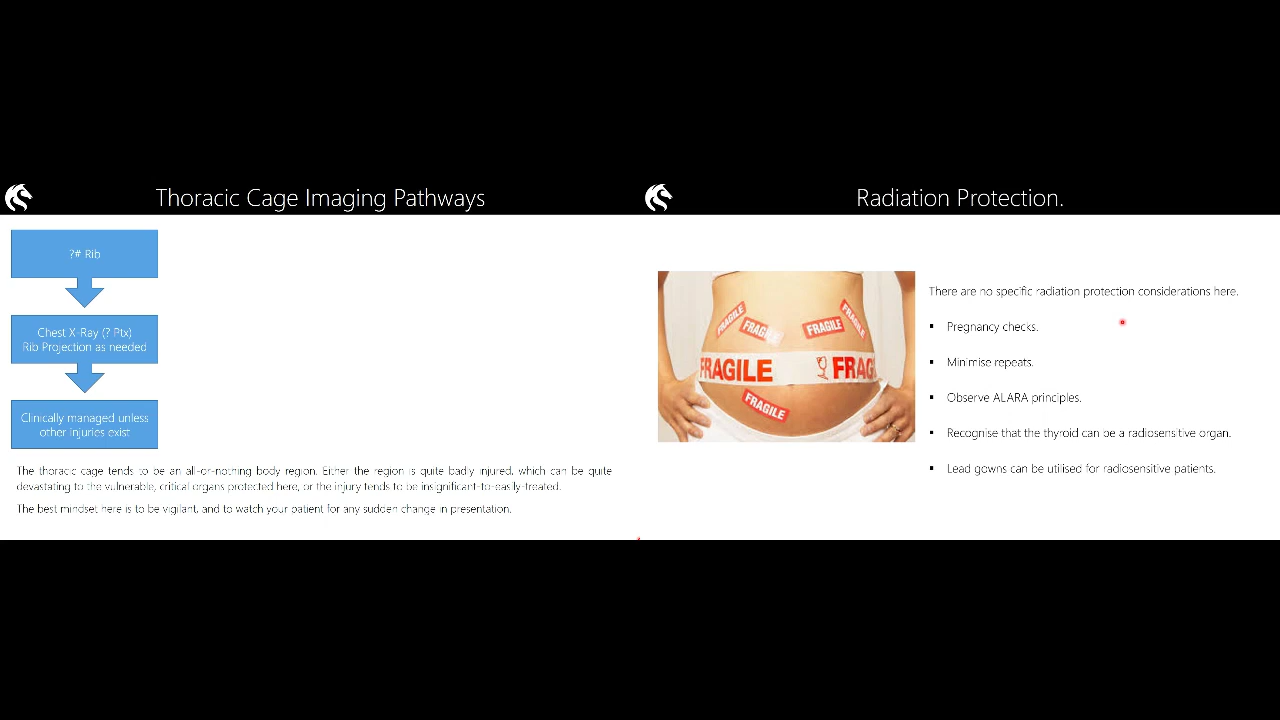 Thoracic Cage Imaging Pathways
?# Rib
Chest X-Ray (? Ptx)
Rib Projection as needed
Clinically managed unless
other injuries exist
The thoracic cage tends to be an all-or-nothing body region. Either the region is quite badly injured, which can be quite
devastating to the vulnerable, critical organs protected here, or the injury tends to be insignificant-to-easily-treated.
The best mindset here is to be vigilant, and to watch your patient for any sudden change in presentation.
Radiation Protection.
FRAGILE
FRAGILE
FRAGILE
FRAGILE
FRAGILE
FRAG
FRAGILE
There are no specific radiation protection considerations here.
▪ Pregnancy checks.
▪ Minimise repeats.
▪ Observe ALARA principles.
▪ Recognise that the thyroid can be a radiosensitive organ.
▪ Lead gowns can be utilised for radiosensitive patients.